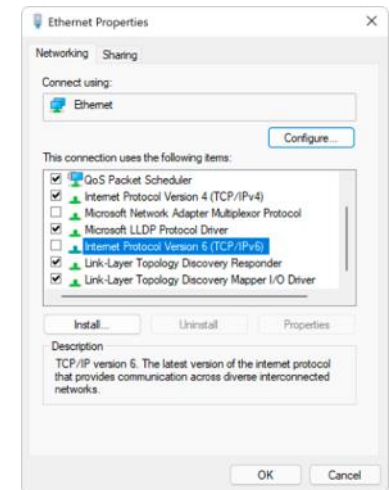 Ethernet Properties
Networking Sharing
Connect using:
Ethernet
Configure...
This connection uses the following items:
QoS Packet Scheduler
Internet Protocol Version 4 (TCP/IPv4)
Microsoft Network Adapter Multiplexor Protocol
Microsoft LLDP Protocol Driver
Internet Protocol Version 6 (TCP/IPv6)
Link-Layer Topology Discovery Responder
Link-Layer Topology Discovery Mapper I/O Driver
Install... Uninstall Properties
Description
TCP/IP version 6. The latest version of the internet protocol
that provides communication across diverse interconnected
networks.
OK Cancel